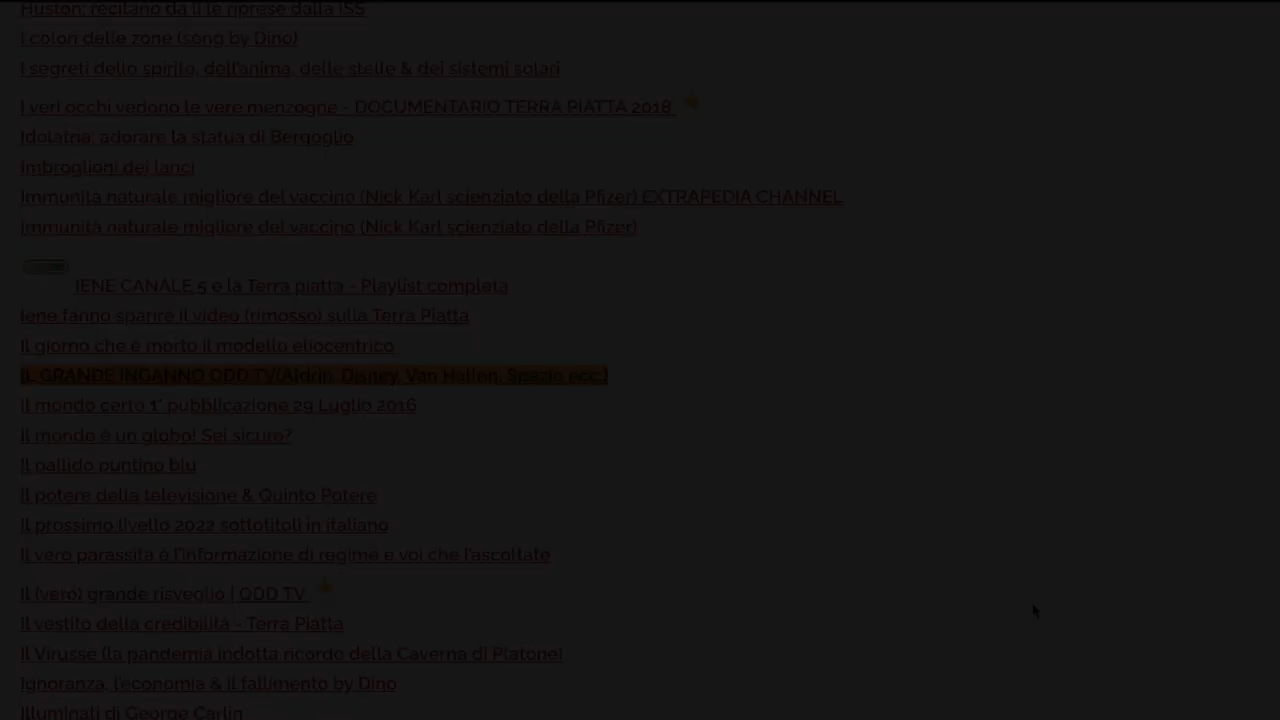 Huston: recitano da lì le riprese dalla ISS
I colori delle zone (song by Dino)
I segreti dello spirito, dell'anima, delle stelle & dei sistemi solari
I veri occhi vedono le vere menzogne - DOCUMENTARIO TERRA PIATTA 2018
Idolatria: adorare la statua di Bergoglio
Imbroglioni dei lanci
Immunità naturale migliore del vaccino (Nick Karl scienziato della Pfizer) EXTRAPEDIA CHANNEL
Immunità naturale migliore del vaccino (Nick Karl scienziato della Pfizer)
IENE CANALE 5 e la Terra piatta - Playlist completa
Iene fanno sparire il video (rimosso) sulla Terra Piatta
Il giorno che è morto il modello eliocentrico
IL GRANDE INGANNO ODD TV(Aldrin, Disney, Van Hallen, Spazio ecc.)
Il mondo certo 1° pubblicazione 29 Luglio 2016
Il mondo è un globo! Sei sicuro?
Il pallido puntino blu
Il potere della televisione & Quinto Potere
Il prossimo livello 2022 sottotitoli in italiano
Il vero parassita è l'informazione di regime e voi che l'ascoltate
Il (vero) grande risveglio | ODD TV
Il vestito della credibilità - Terra Piatta
Il Virusse (la pandemia indotta ricordo della Caverna di Platone)
Ignoranza, l'economia & il fallimento by Dino
Illuminati di George Carlin